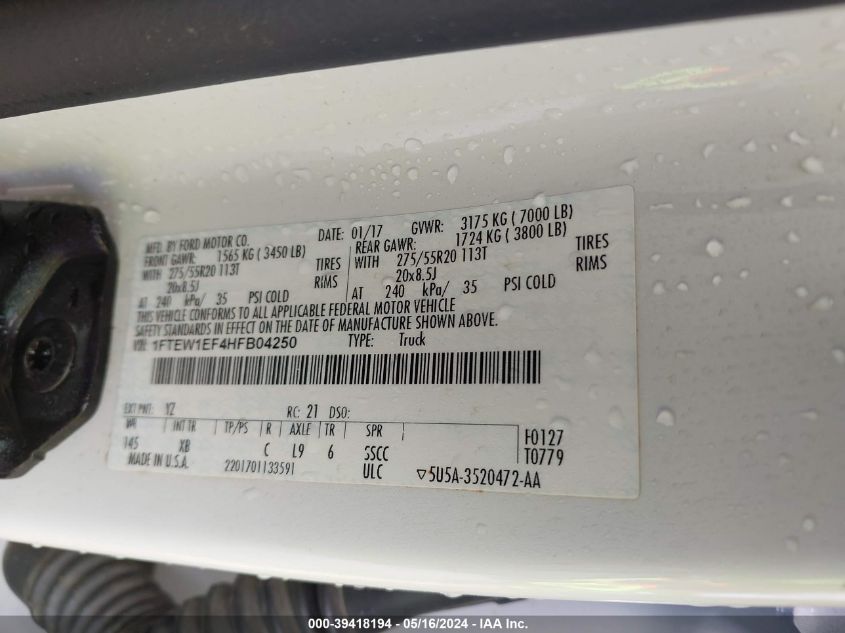 MFD. BY FORD MOTOR CO. DATE: 01/17 GVWR: 3175 KG ( 7000 LB)
FRONT GAWR: 1565 KG ( 3450 LB) REAR GAWR: 1724 KG ( 3800 LB)
WITH 275/55R20 113T TIRES WITH 275/55R20 113T TIRES
20x8.5J RIMS 20x8.5J RIMS
AT 240 kPa/ 35 PSI COLD AT 240 kPa/ 35 PSI COLD
THIS VEHICLE CONFORMS TO ALL APPLICABLE FEDERAL MOTOR VEHICLE
SAFETY STANDARDS IN EFFECT ON THE DATE OF MANUFACTURE SHOWN ABOVE.
VIN: 1FTEW1EF4HFB04250 TYPE: Truck
EXT PNT: YZ RC: 21 DSO:
WB INT TR TP/PS R AXLE TR SPR F0127
145 XB C L9 6 5SCC T0779
MADE IN U.S.A. 2201701133591 ULC ▽5U5A-3520472-AA
000-39418194 - 05/16/2024 - IAA Inc.